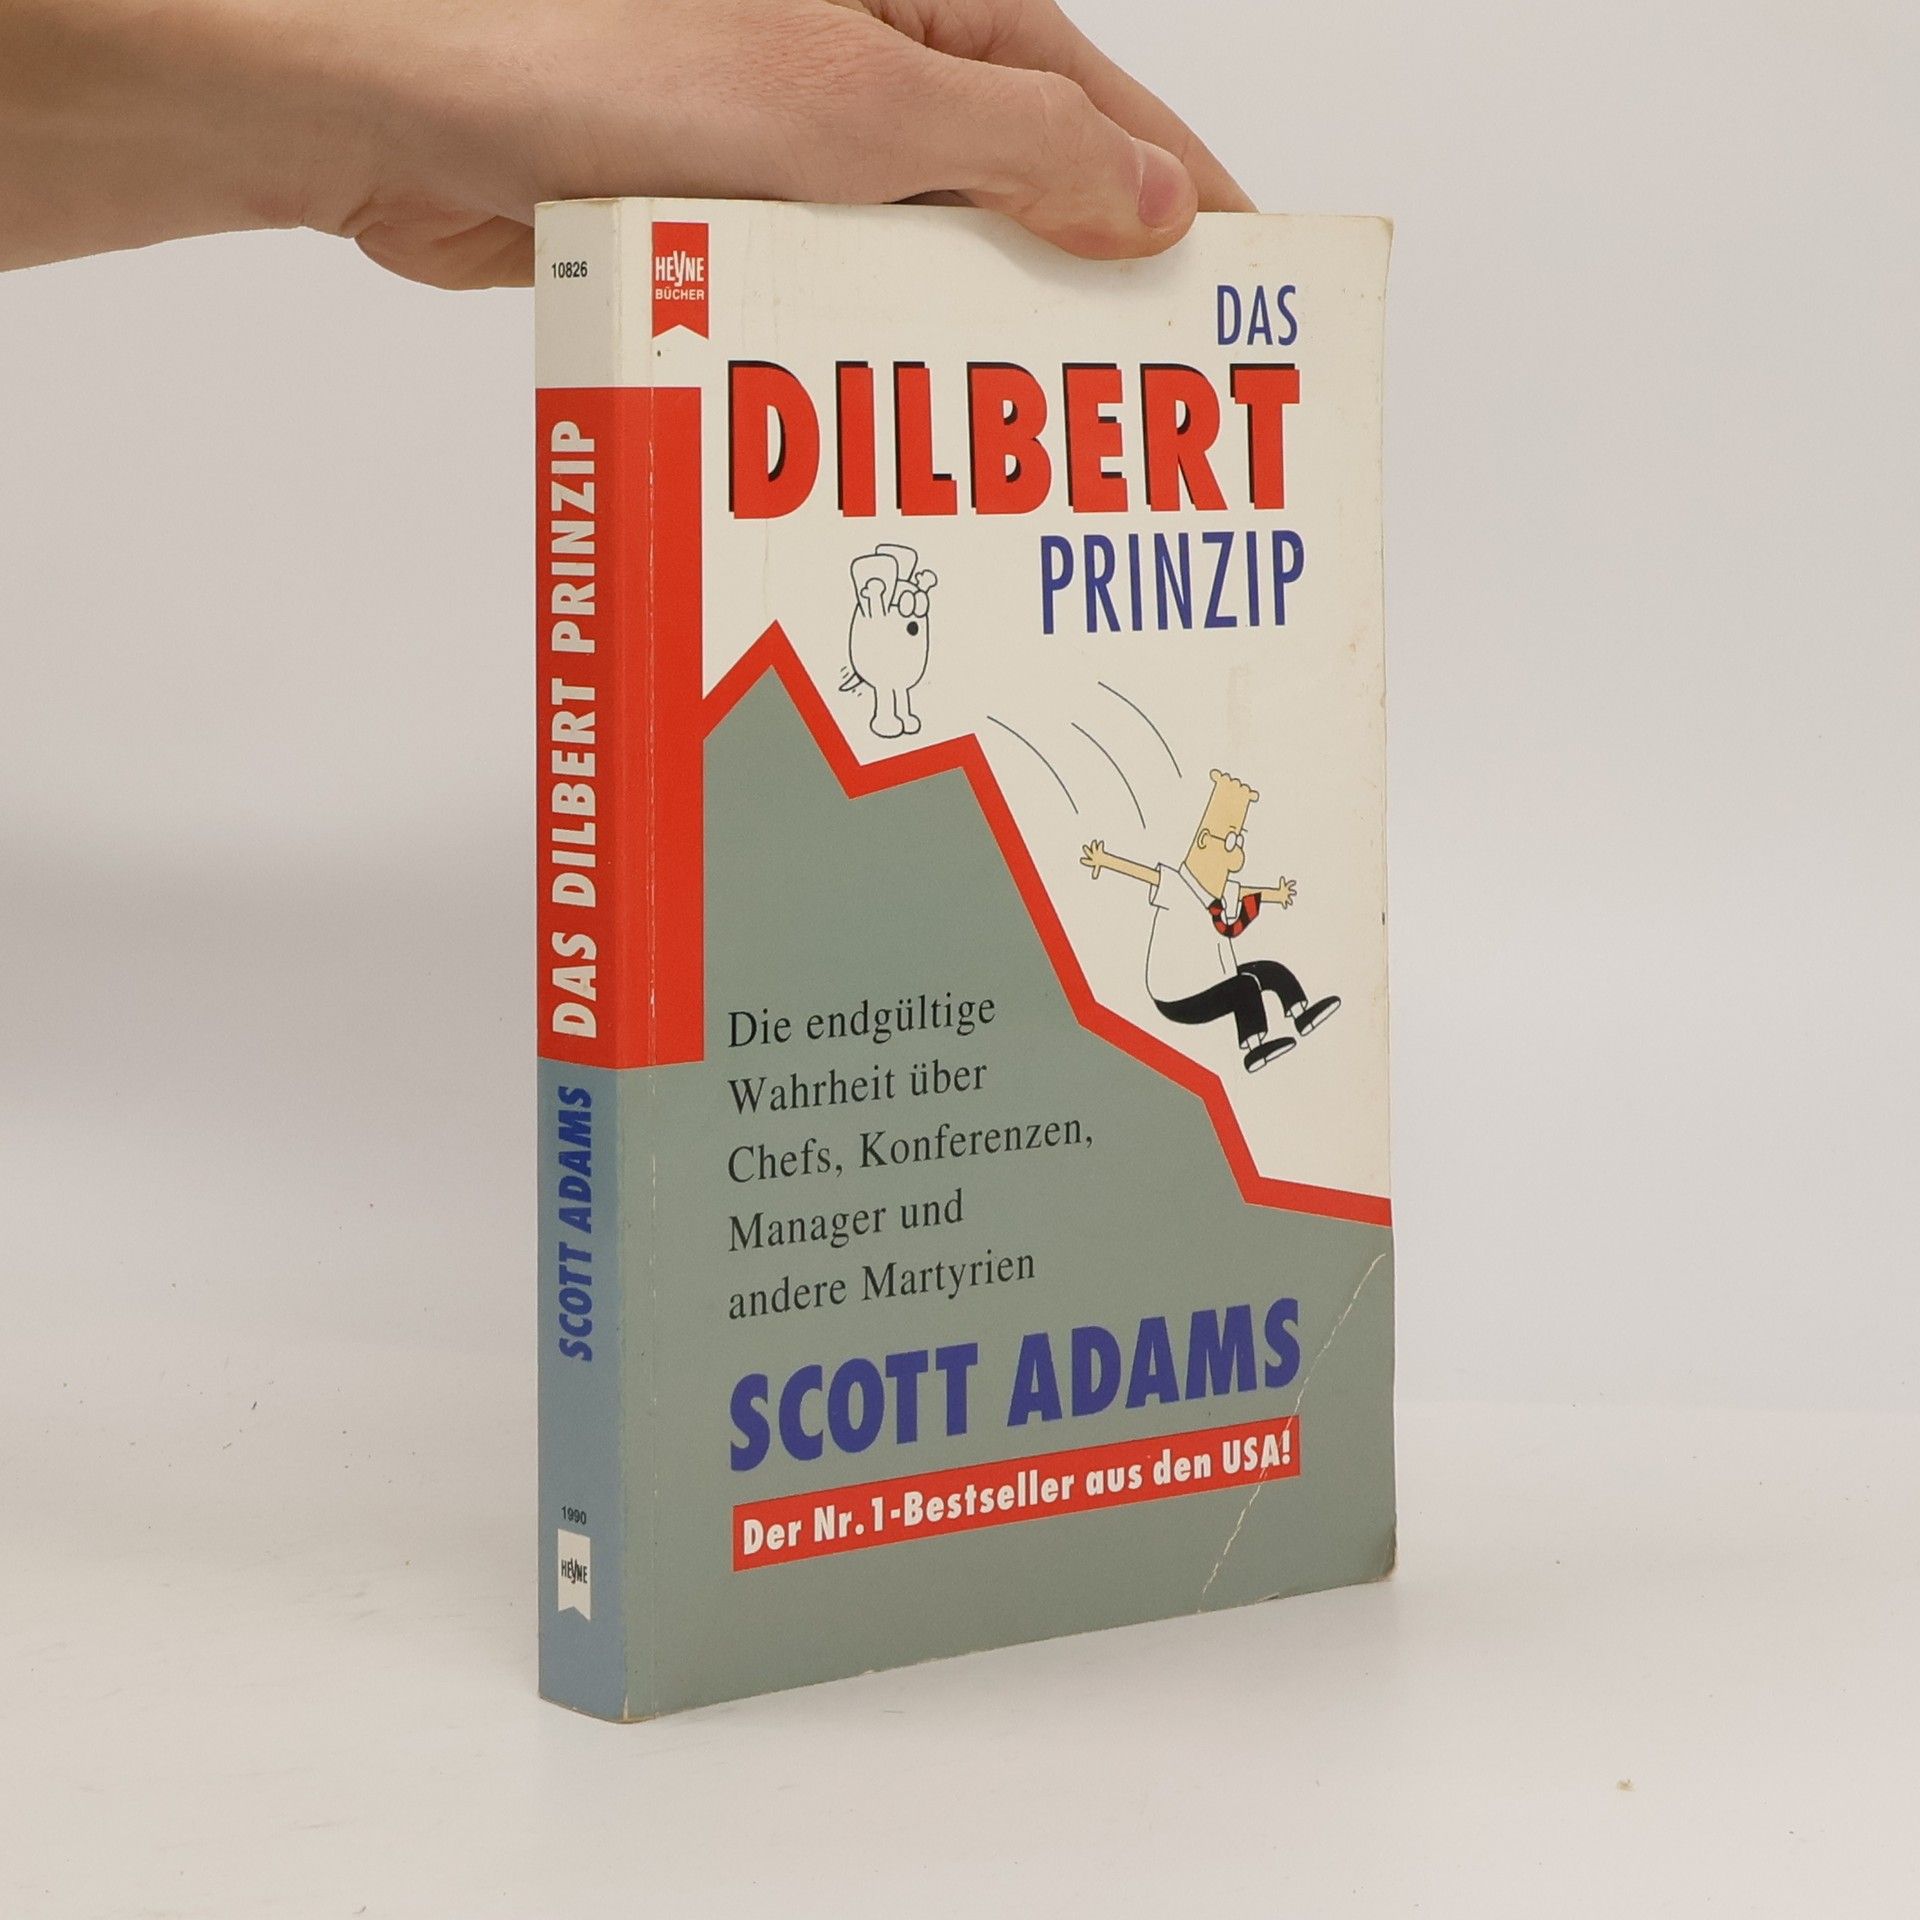 10826
DAS DILBERT PRINZIP
SCOTT ADAMS
1990
HEYNE
HEYNE
BÜCHER
DAS
DILBERT
PRINZIP
Die endgültige
Wahrheit über
Chefs, Konferenzen,
Manager und
andere Martyrien
SCOTT ADAMS
Der Nr.1-Bestseller aus den USA!